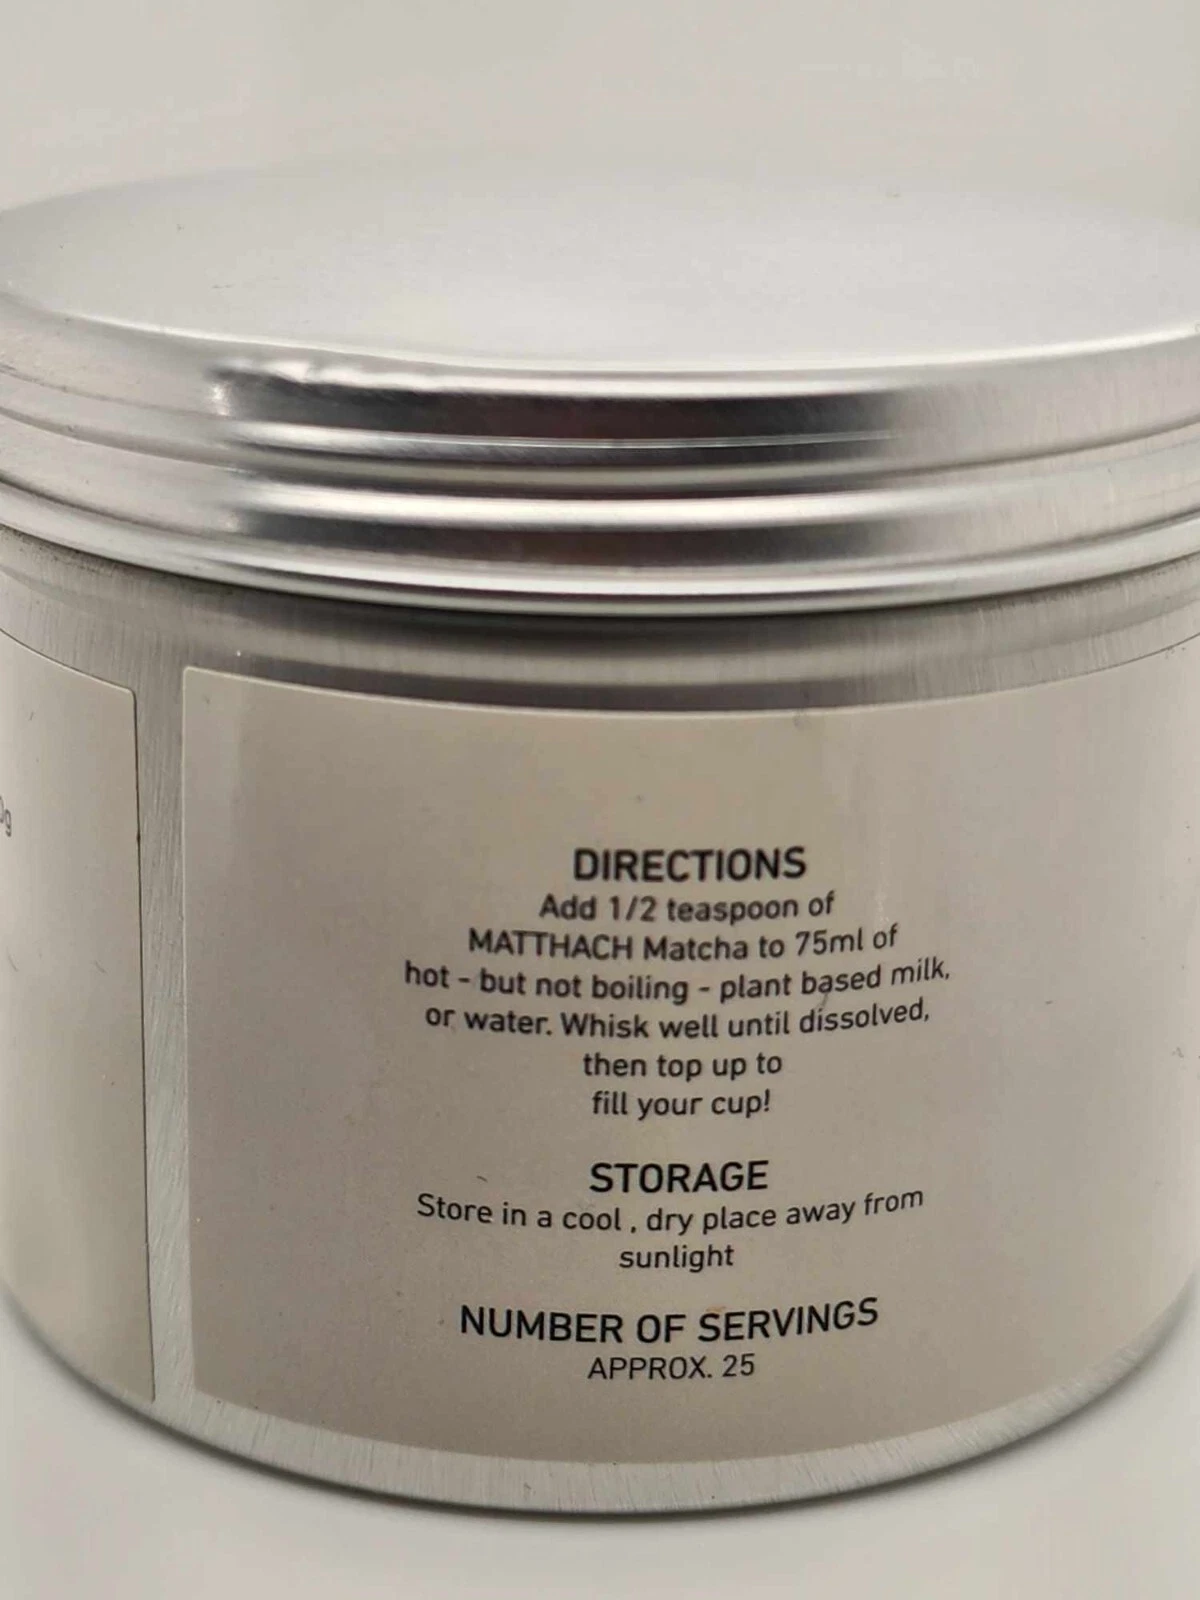 DIRECTIONS
Add 1/2 teaspoon of
MATTHACH Matcha to 75ml of
hot - but not boiling - plant based milk,
or water. Whisk well until dissolved,
then top up to
fill your cup!
STORAGE
Store in a cool , dry place away from
sunlight
NUMBER OF SERVINGS
APPROX. 25